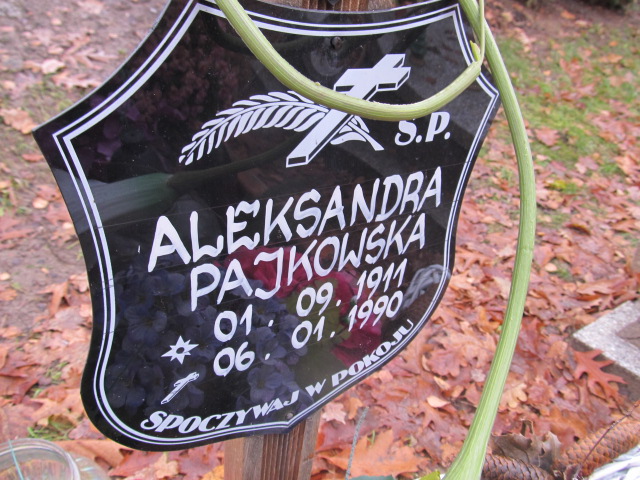 S.P.
ALEKSANDRA
PAJKOWSKA
01.09.1911
06.01.1990
SPOCZYWAJ W POKOJU